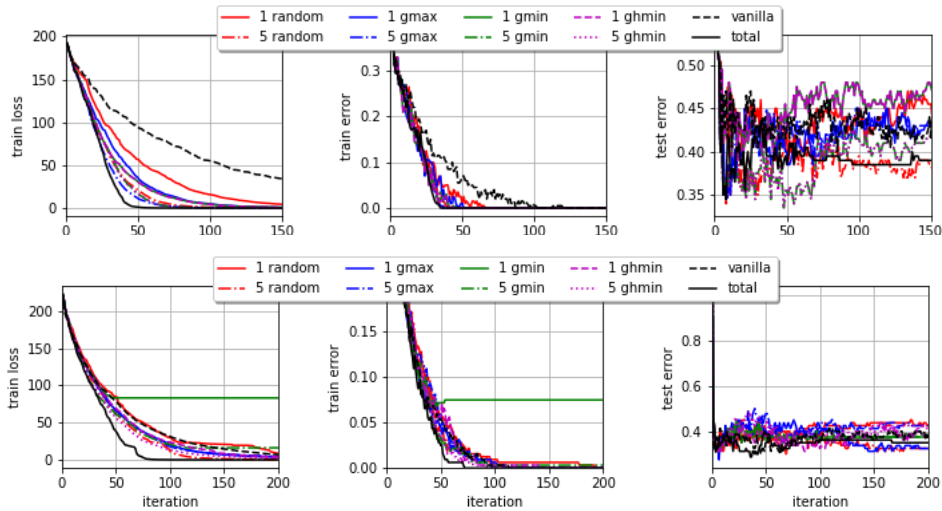 1 random 1 gmax 1 gmin 1 ghmin vanilla
5 random 5 gmax 5 gmin 5 ghmin total
200
150
100
50
0
train loss
0 50 100 150
0.3
0.2
0.1
0.0
train error
0 50 100 150
0.50
0.45
0.40
0.35
test error
0 50 100 150
1 random 1 gmax 1 gmin 1 ghmin vanilla
5 random 5 gmax 5 gmin 5 ghmin total
200
150
100
50
0
train loss
0 50 100 150 200
iteration
0.15
0.10
0.05
0.00
train error
0 50 100 150 200
iteration
0.8
0.6
0.4
test error
0 50 100 150 200
iteration